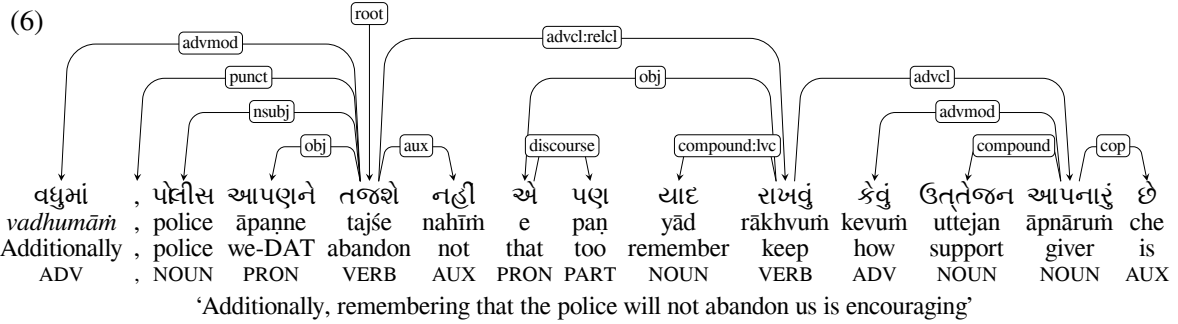 (6)
root
advmod advcl:relcl
punct obj advcl
nsubj advmod
obj aux discourse compound:lvc compound cop
વધુમાં , પોલીસ આપણને તજશે નહીં એ પણ યાદ રાખવું કેવું ઉત્તેજન આપનારું છે
vadhumāṁ , police āpaṇne tajśe nahīṁ e paṇ yād rākhvuṁ kevuṁ uttejan āpnāruṁ che
Additionally , police we-DAT abandon not that too remember keep how support giver is
ADV , NOUN PRON VERB AUX PRON PART NOUN VERB ADV NOUN NOUN AUX
‘Additionally, remembering that the police will not abandon us is encouraging’